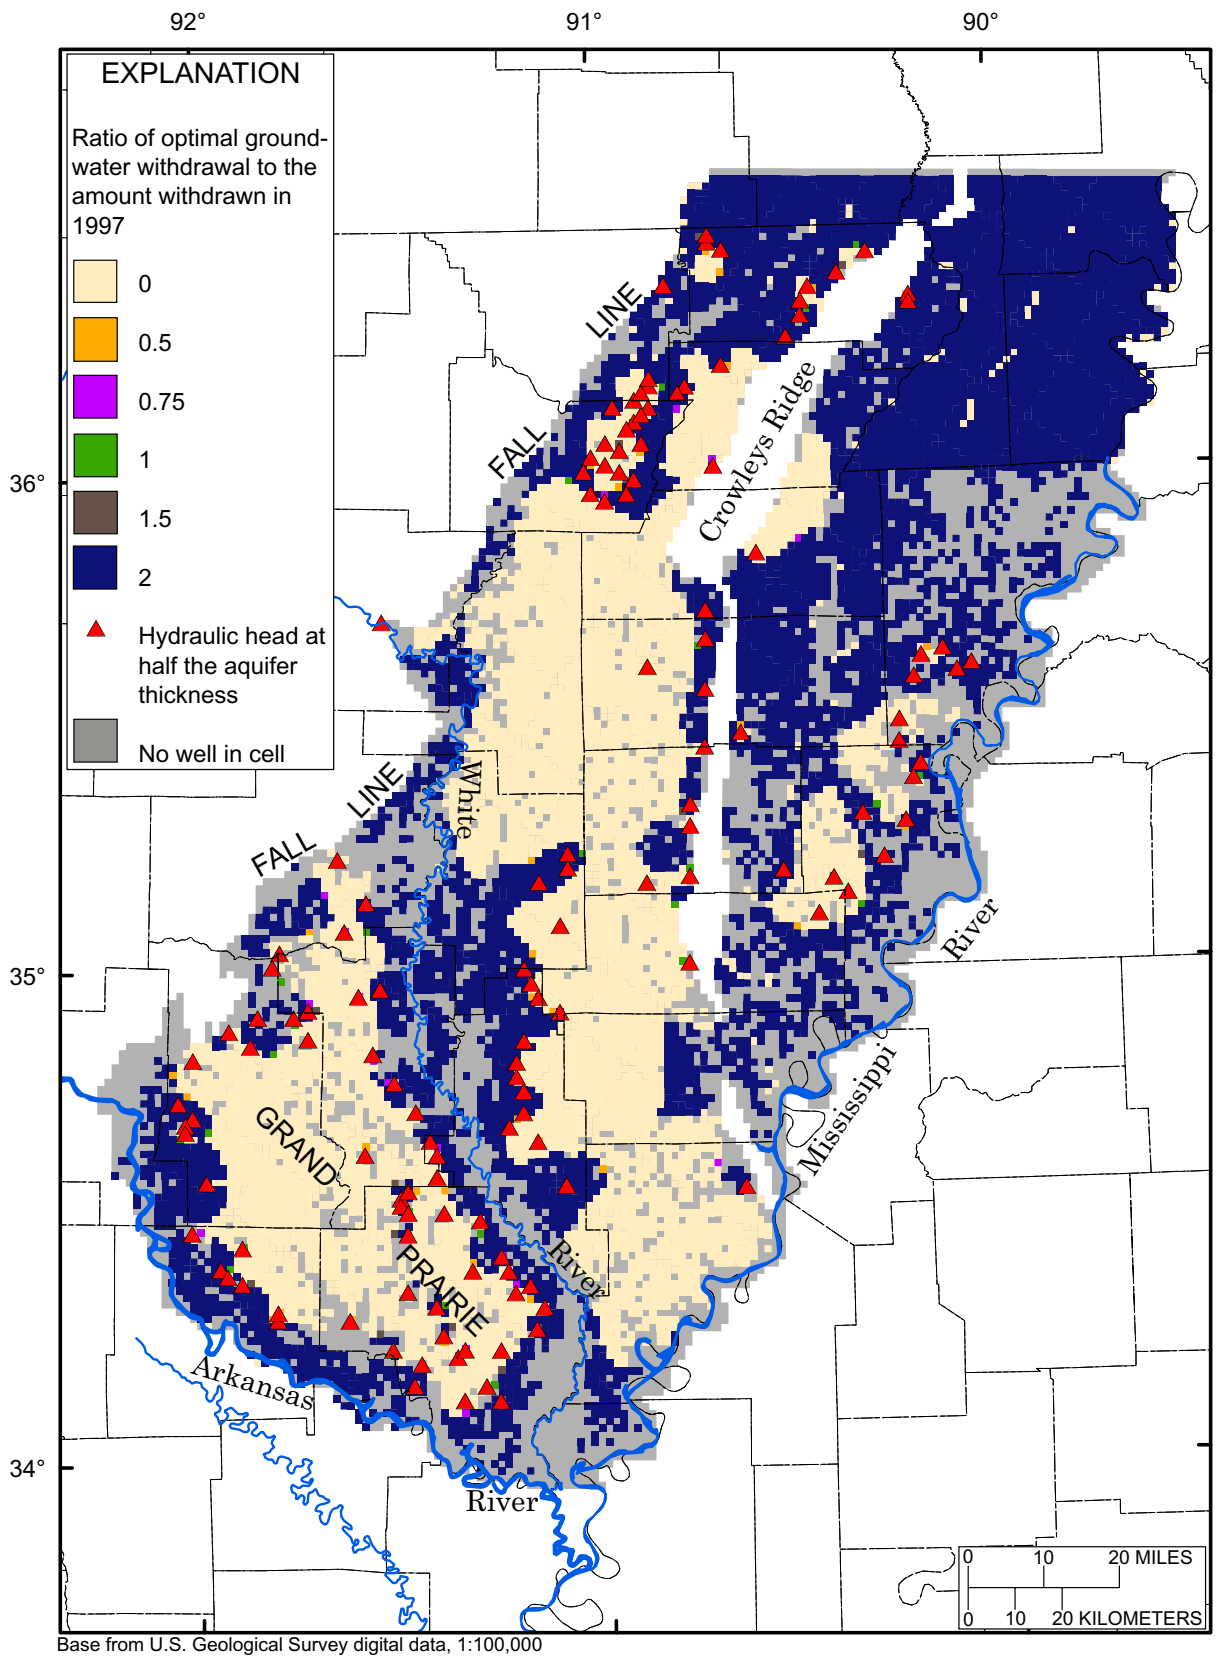 92°
91°
90°
EXPLANATION
Ratio of optimal ground-
water withdrawal to the
amount withdrawn in
1997
0
0.5
0.75
1
1.5
2
Hydraulic head at
half the aquifer
thickness
No well in cell
36°
35°
34°
FALL LINE
Crowleys Ridge
FALL LINE
White
River
Mississippi
River
GRAND
PRAIRIE
Arkansas
River
0 10 20 MILES
0 10 20 KILOMETERS
Base from U.S. Geological Survey digital data, 1:100,000